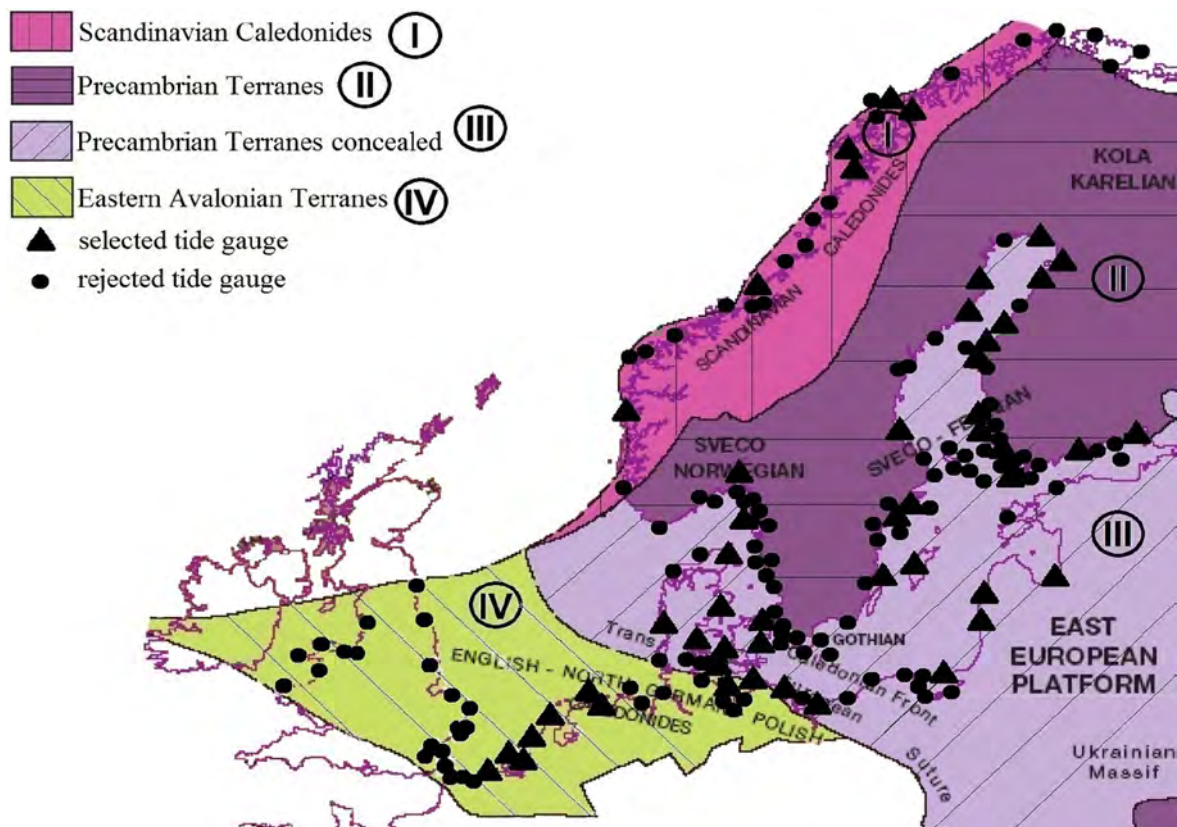 Scandinavian Caledonides I
Precambrian Terranes II
Precambrian Terranes concealed III
Eastern Avalonian Terranes IV
selected tide gauge
rejected tide gauge
I
KOLA
KARELIAN
SCANDINAVIAN CALEDONIDES
II
SVECO
NORWEGIAN
SVECO - FENNIAN
III
IV
GOTHIAN
EAST
EUROPEAN
PLATFORM
Trans
European
Suture
Caledonian Front
ENGLISH - NORTH GERMAN - POLISH
CALEDONIDES
Ukrainian
Massif